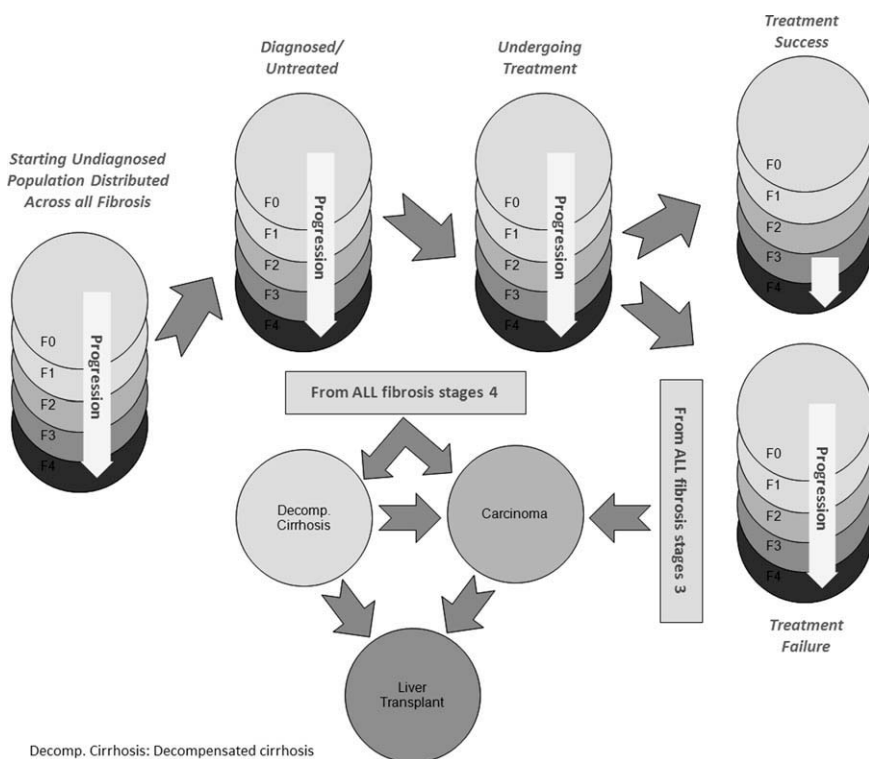 Treatment
Success
Diagnosed/
Untreated
Undergoing
Treatment
Starting Undiagnosed
Population Distributed
Across all Fibrosis
F0
F1
F2
F3
F4
Progression
F0
F1
F2
F3
F4
Progression
F0
F1
F2
F3
F4
Progression
F0
F1
F2
F3
F4
From ALL fibrosis stages 4
From ALL fibrosis stages 3
F0
F1
F2
F3
F4
Progression
Treatment
Failure
Decomp.
Cirrhosis
Carcinoma
Liver
Transplant
Decomp. Cirrhosis: Decompensated cirrhosis